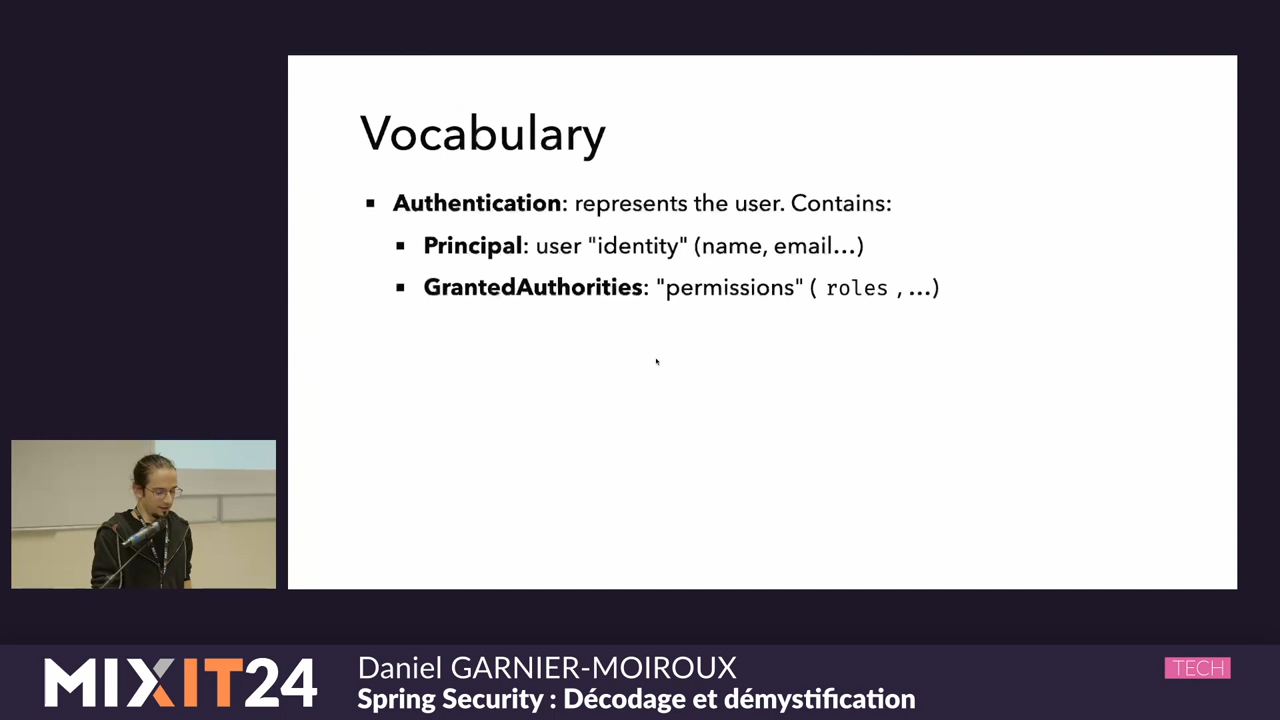 Vocabulary
▪ Authentication: represents the user. Contains:
▪ Principal: user "identity" (name, email...)
▪ GrantedAuthorities: "permissions" ( roles , ...)
MIXIT24
Daniel GARNIER-MOIROUX
Spring Security : Décodage et démystification
TECH